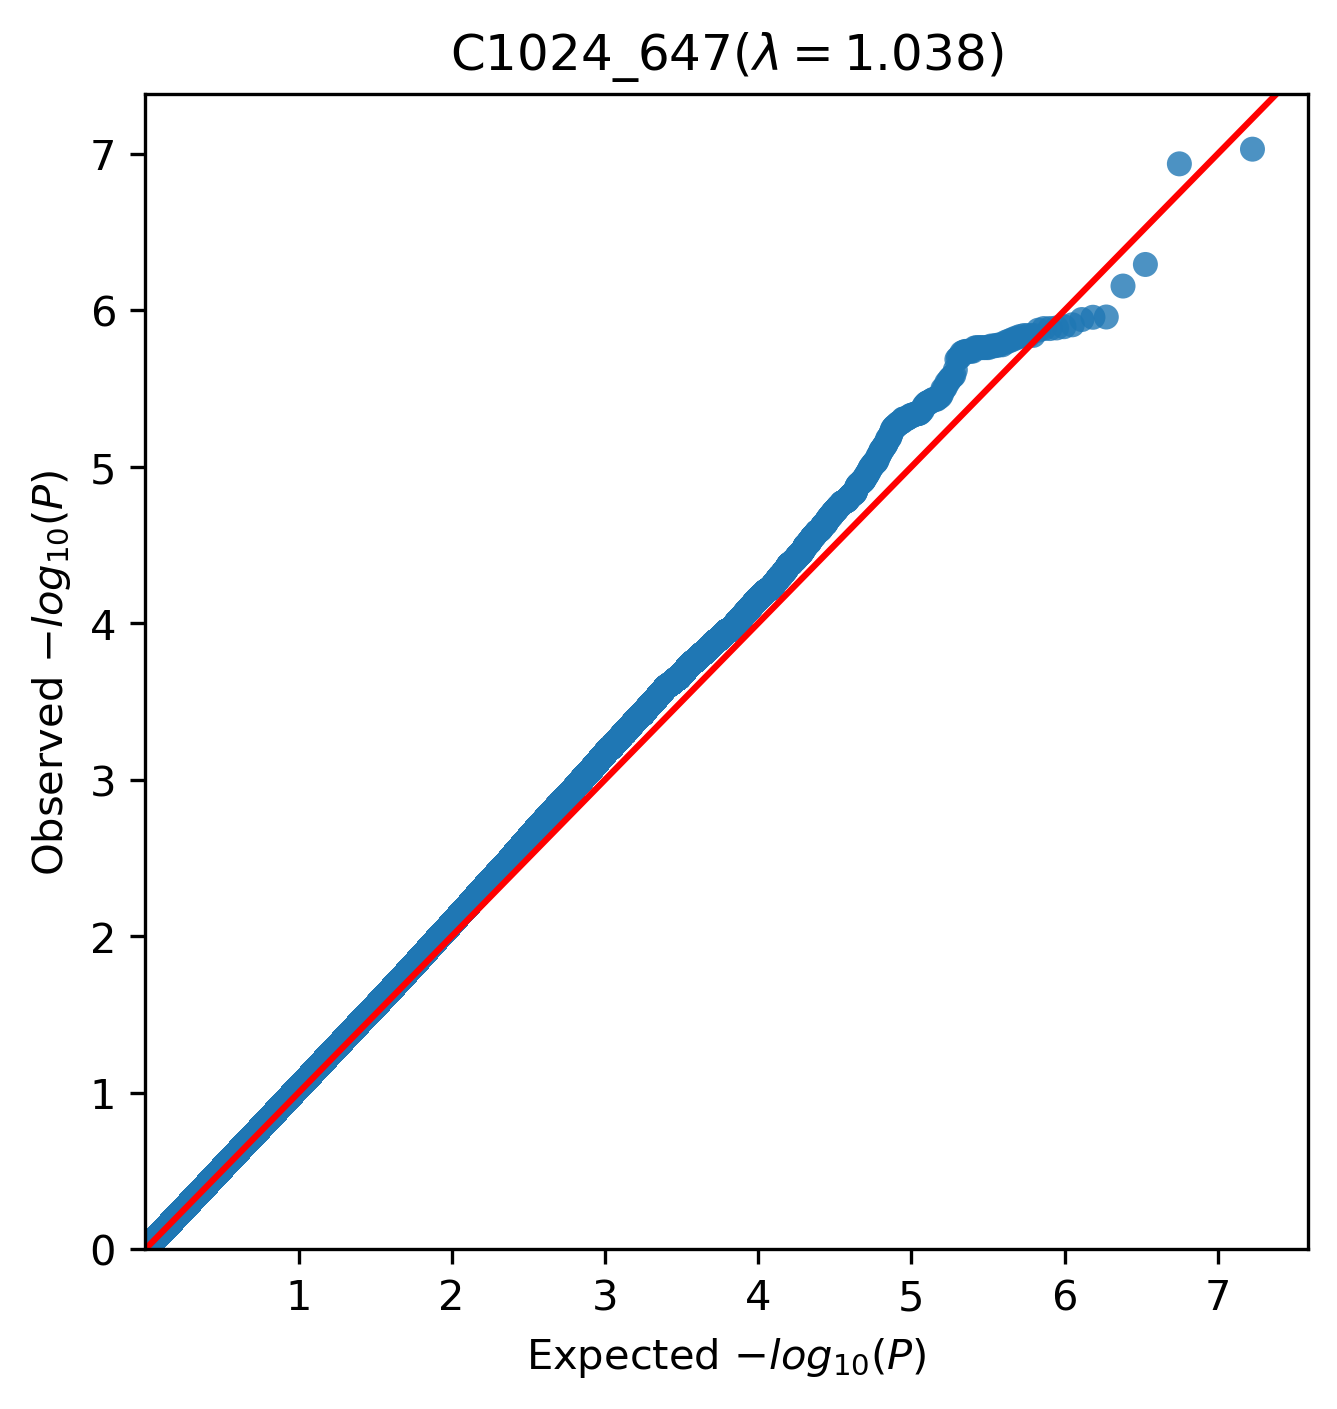 C1024_647(λ = 1.038)
Observed −log₁₀(P)
7
6
5
4
3
2
1
0
1 2 3 4 5 6 7
Expected −log₁₀(P)